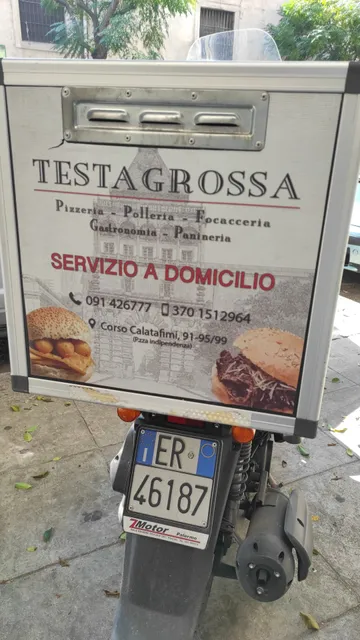 TESTAGROSSA
Pizzeria - Polleria - Focacceria
Gastronomia - Panineria
SERVIZIO A DOMICILIO
091 426777 370 1512964
Corso Calatafimi, 91-95/99
(P.zza indipendenza)
I ER
46187
ZMotor Palermo